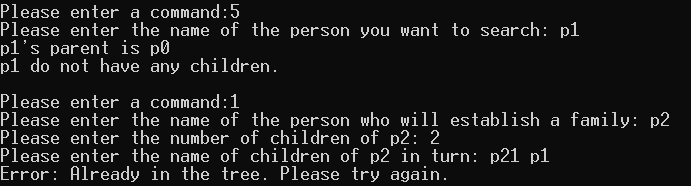 Please enter a command:5
Please enter the name of the person you want to search: p1
p1's parent is p0
p1 do not have any children.
Please enter a command:1
Please enter the name of the person who will establish a family: p2
Please enter the number of children of p2: 2
Please enter the name of children of p2 in turn: p21 p1
Error: Already in the tree. Please try again.